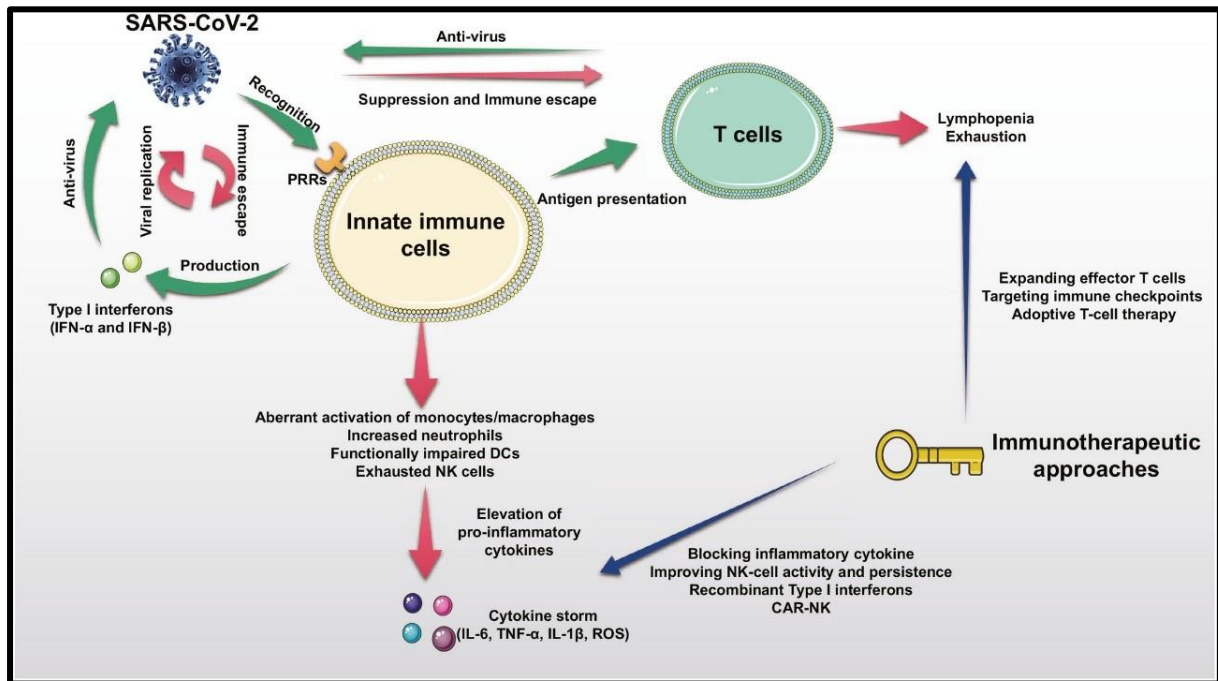 SARS-CoV-2
Anti-virus
Suppression and Immune escape
Recognition
PRRs
Anti-virus
Viral replication
Immune escape
Production
Type I interferons
(IFN-α and IFN-β)
Innate immune
cells
Antigen presentation
T cells
Lymphopenia
Exhaustion
Expanding effector T cells
Targeting immune checkpoints
Adoptive T-cell therapy
Immunotherapeutic
approaches
Aberrant activation of monocytes/macrophages
Increased neutrophils
Functionally impaired DCs
Exhausted NK cells
Elevation of
pro-inflammatory
cytokines
Blocking inflammatory cytokine
Improving NK-cell activity and persistence
Recombinant Type I interferons
CAR-NK
Cytokine storm
(IL-6, TNF-α, IL-1β, ROS)